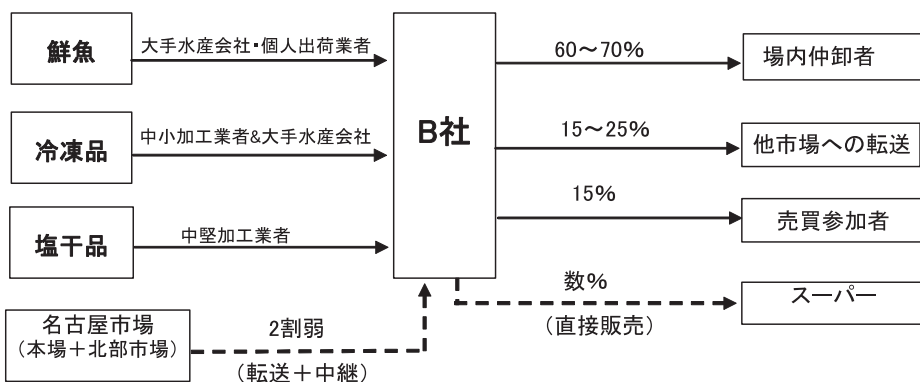 鮮魚
大手水産会社・個人出荷業者
冷凍品
中小加工業者&大手水産会社
塩干品
中堅加工業者
名古屋市場
(本場+北部市場)
2割弱
(転送+中継)
B社
60～70%
場内仲卸者
15～25%
他市場への転送
15%
売買参加者
数%
(直接販売)
スーパー